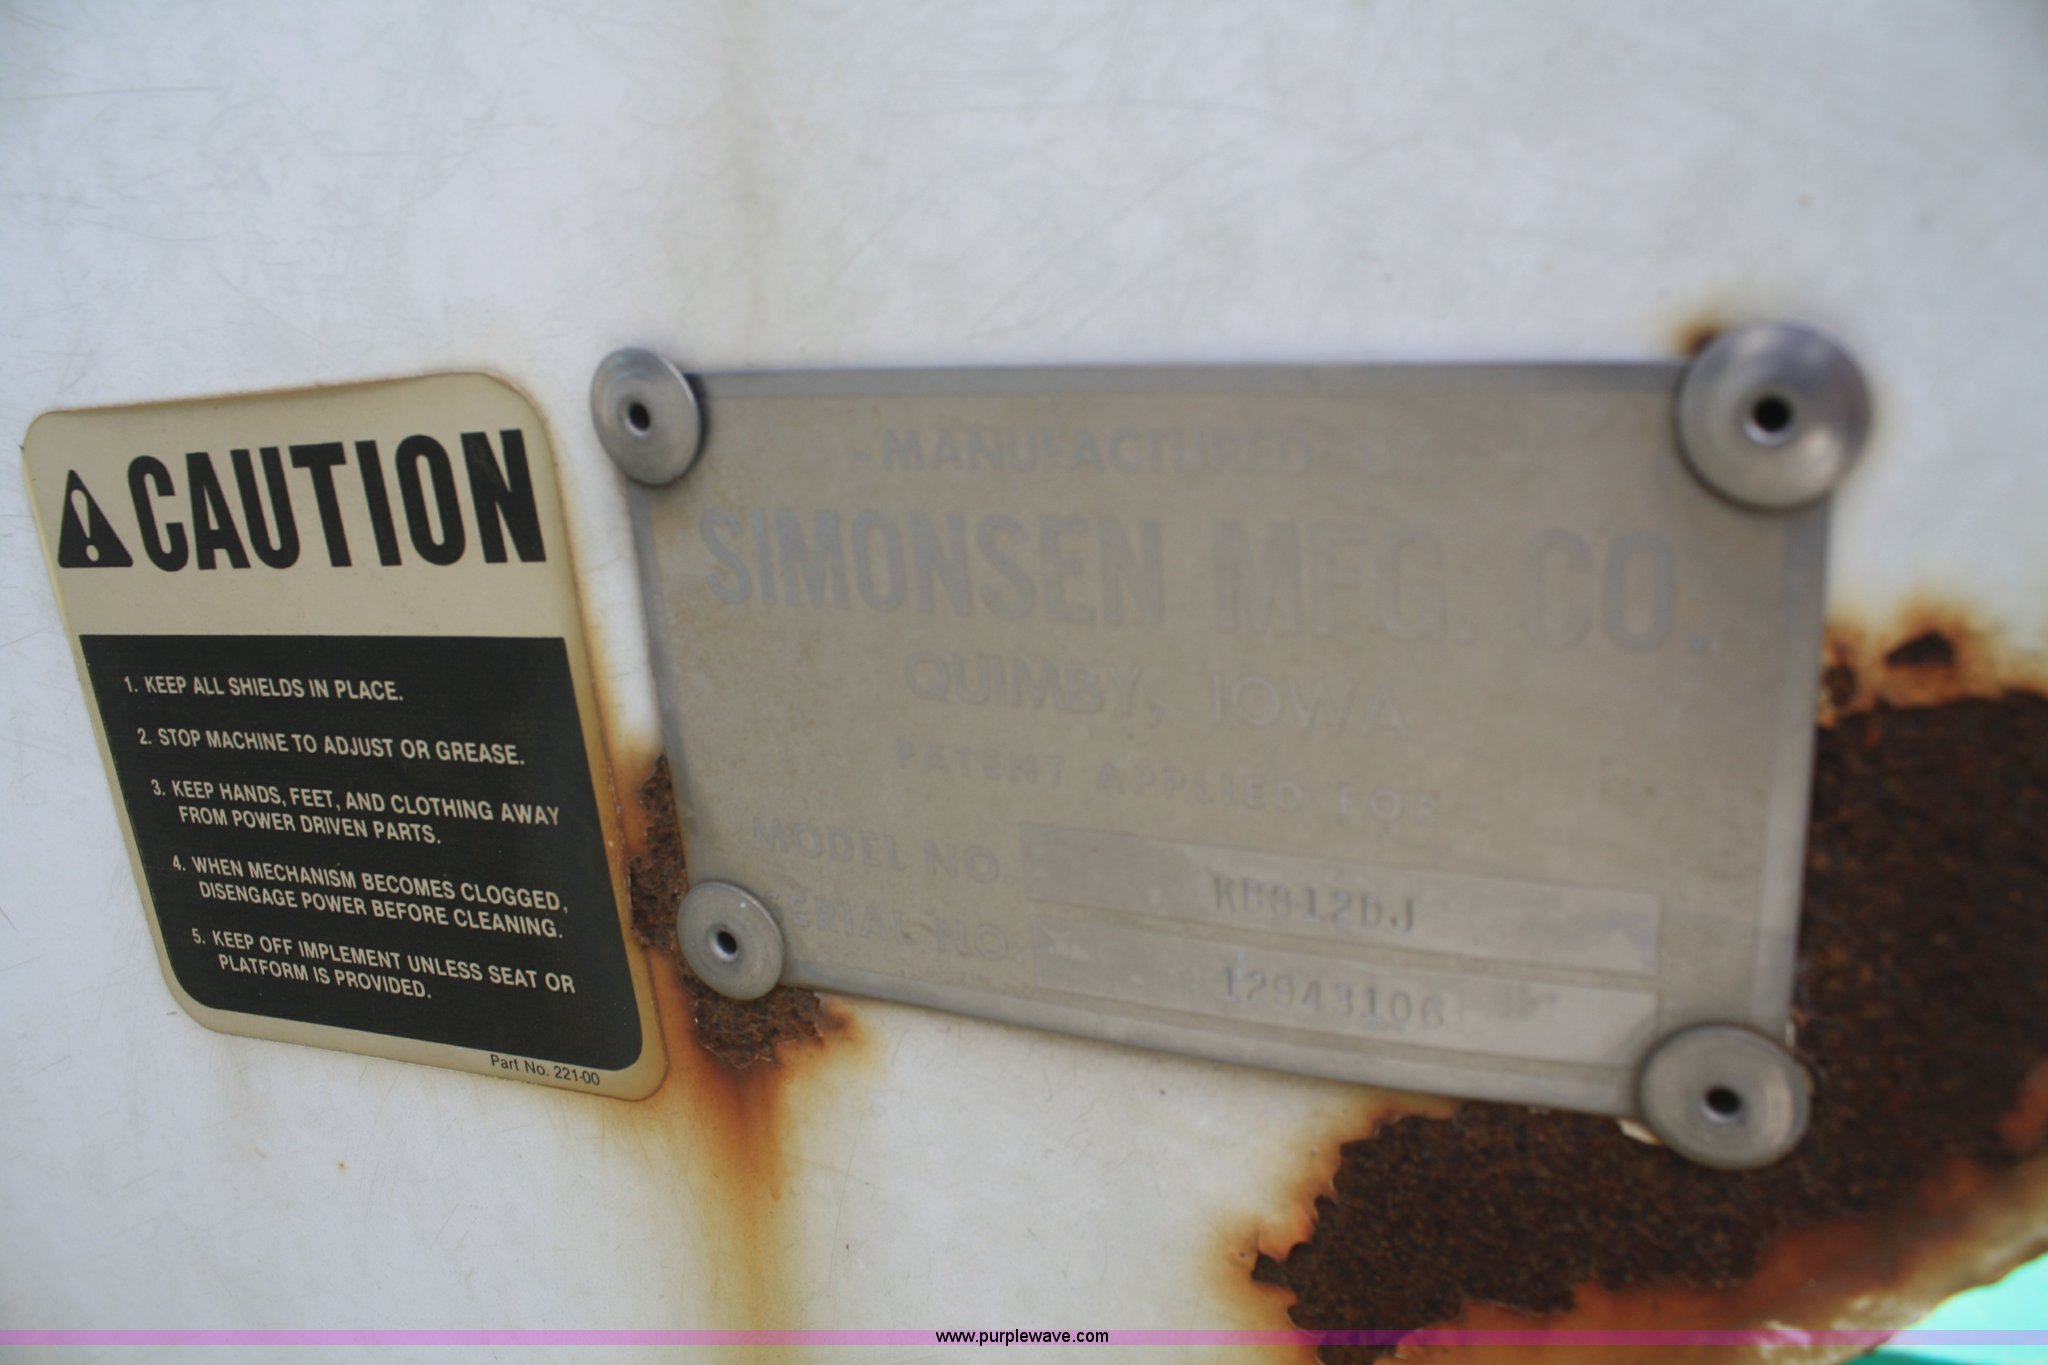 CAUTION
1. KEEP ALL SHIELDS IN PLACE.
2. STOP MACHINE TO ADJUST OR GREASE.
3. KEEP HANDS, FEET, AND CLOTHING AWAY
FROM POWER DRIVEN PARTS.
4. WHEN MECHANISM BECOMES CLOGGED,
DISENGAGE POWER BEFORE CLEANING.
5. KEEP OFF IMPLEMENT UNLESS SEAT OR
PLATFORM IS PROVIDED.
Part No. 221-00
- MANUFACTURED BY -
SIMONSEN MFG. CO.
QUIMBY, IOWA
PATENT APPLIED FOR
MODEL NO.
SERIAL NO. 12943106
www.purplewave.com